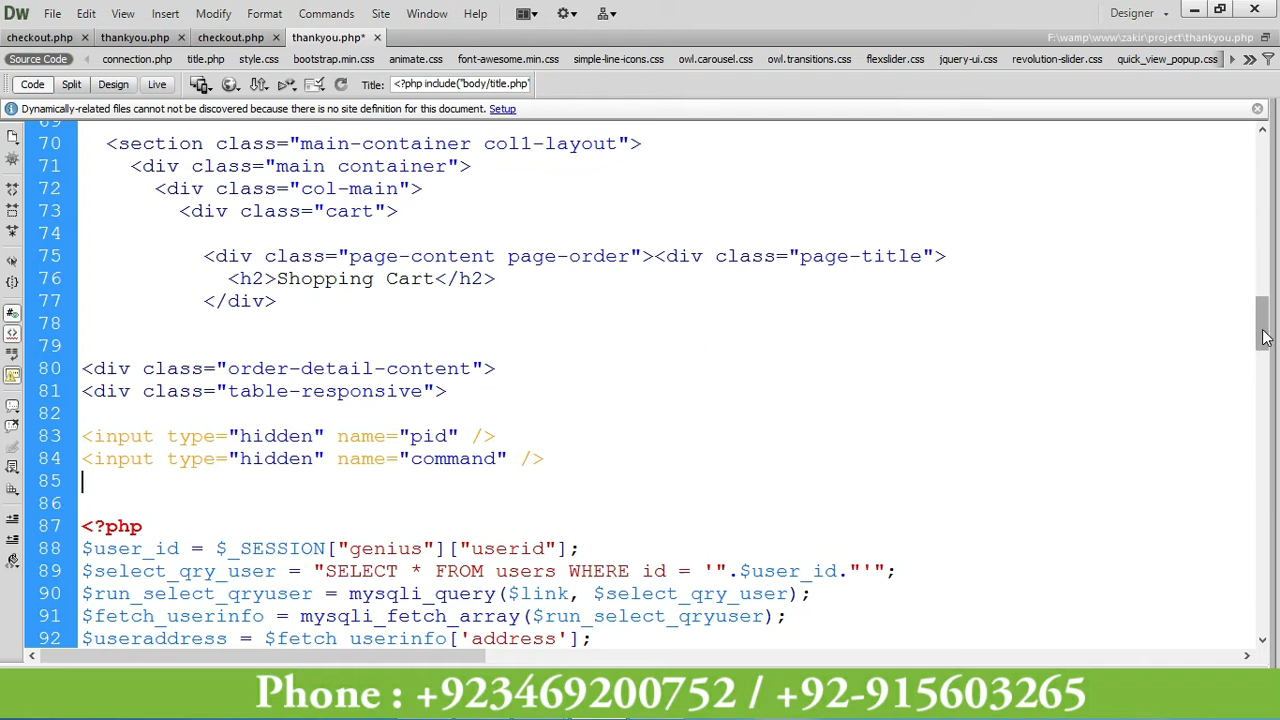 Dw File Edit View Insert Modify Format Commands Site Window Help Designer
checkout.php × thankyou.php × checkout.php × thankyou.php* × F:\wamp\www\zakir\project\thankyou.php
Source Code connection.php title.php style.css bootstrap.min.css animate.css font-awesome.min.css simple-line-icons.css owl.carousel.css owl.transitions.css flexslider.css jquery-ui.css revolution-slider.css quick_view_popup.css
Code Split Design Live Title: <?php include("body/title.php"
Dynamically-related files cannot not be discovered because there is no site definition for this document. Setup
69
70 <section class="main-container col1-layout">
71 <div class="main container">
72 <div class="col-main">
73 <div class="cart">
74
75 <div class="page-content page-order"><div class="page-title">
76 <h2>Shopping Cart</h2>
77 </div>
78
79
80 <div class="order-detail-content">
81 <div class="table-responsive">
82
83 <input type="hidden" name="pid" />
84 <input type="hidden" name="command" />
85
86
87 <?php
88 $user_id = $_SESSION["genius"]["userid"];
89 $select_qry_user = "SELECT * FROM users WHERE id = '".$user_id."'";
90 $run_select_qryuser = mysqli_query($link, $select_qry_user);
91 $fetch_userinfo = mysqli_fetch_array($run_select_qryuser);
92 $useraddress = $fetch_userinfo['address'];
Phone : +923469200752 / +92-915603265